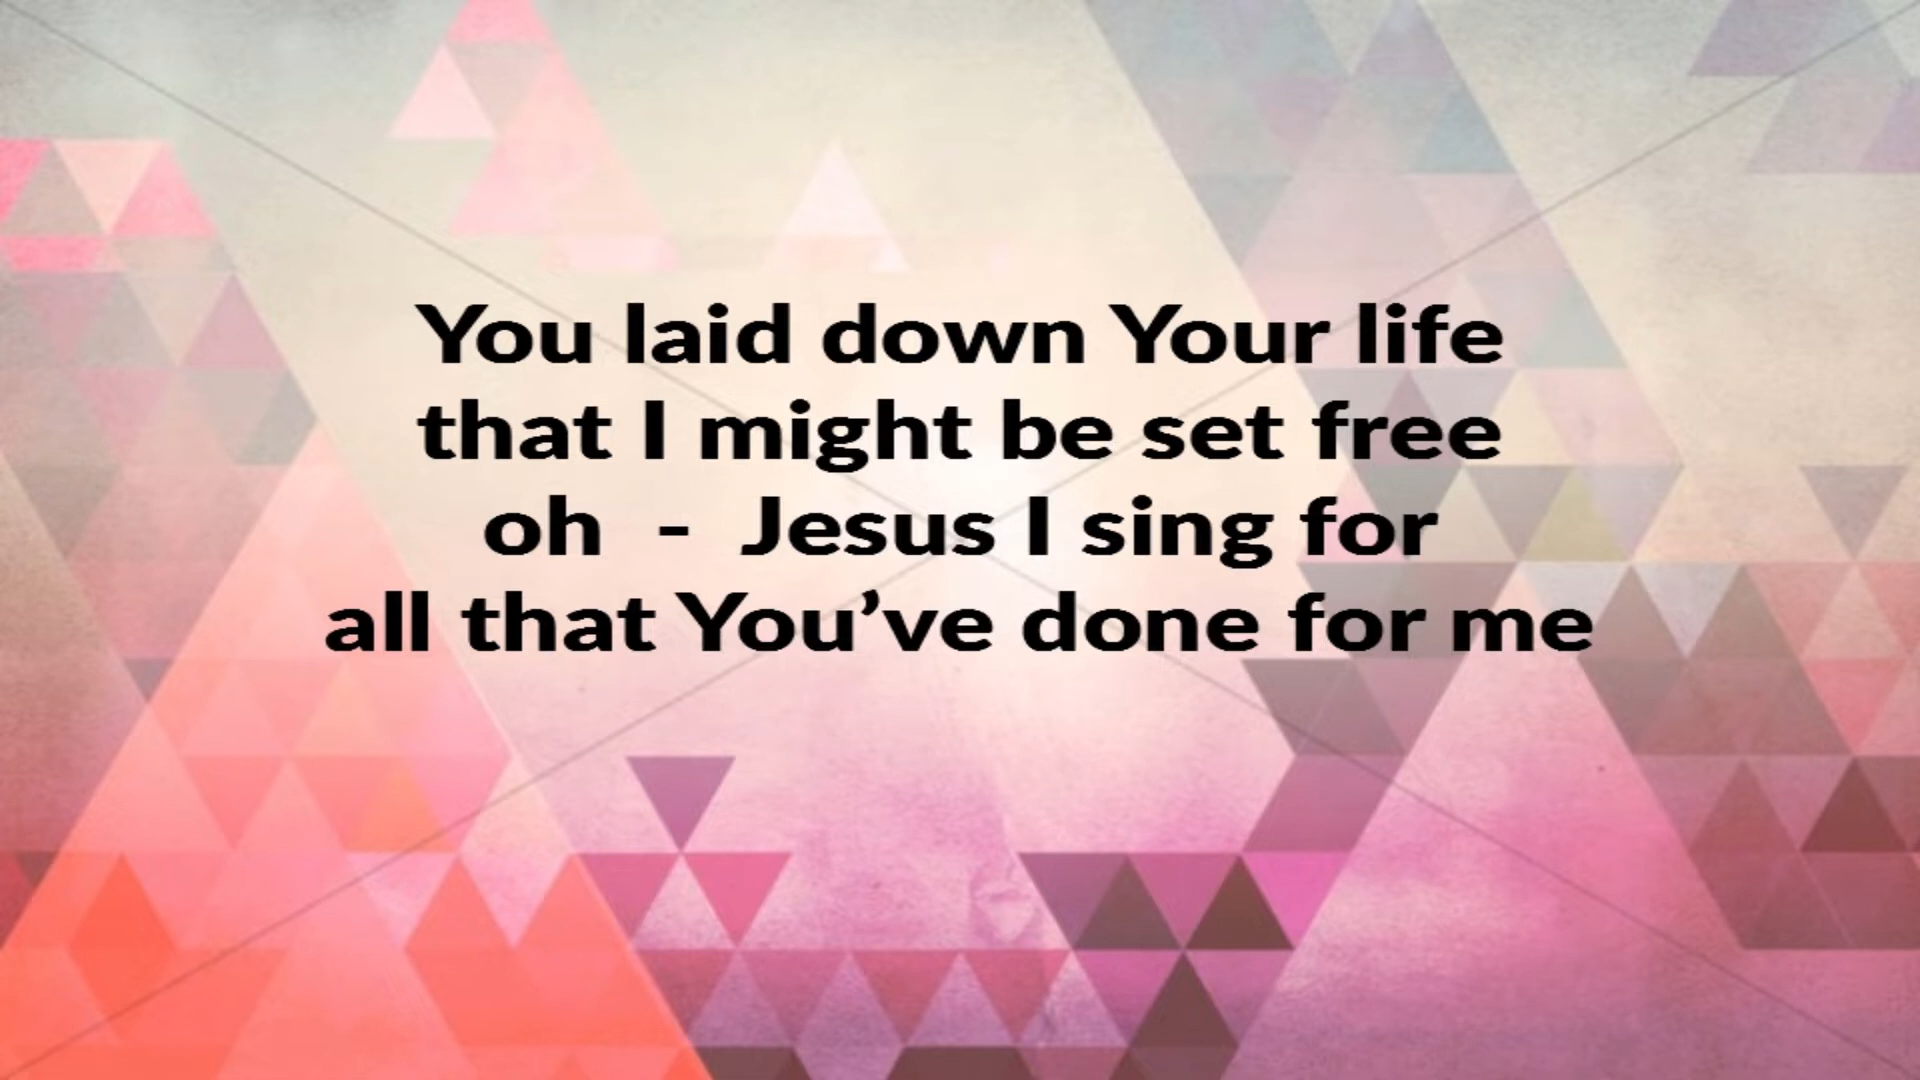 You laid down Your life
that I might be set free
oh - Jesus I sing for
all that You’ve done for me